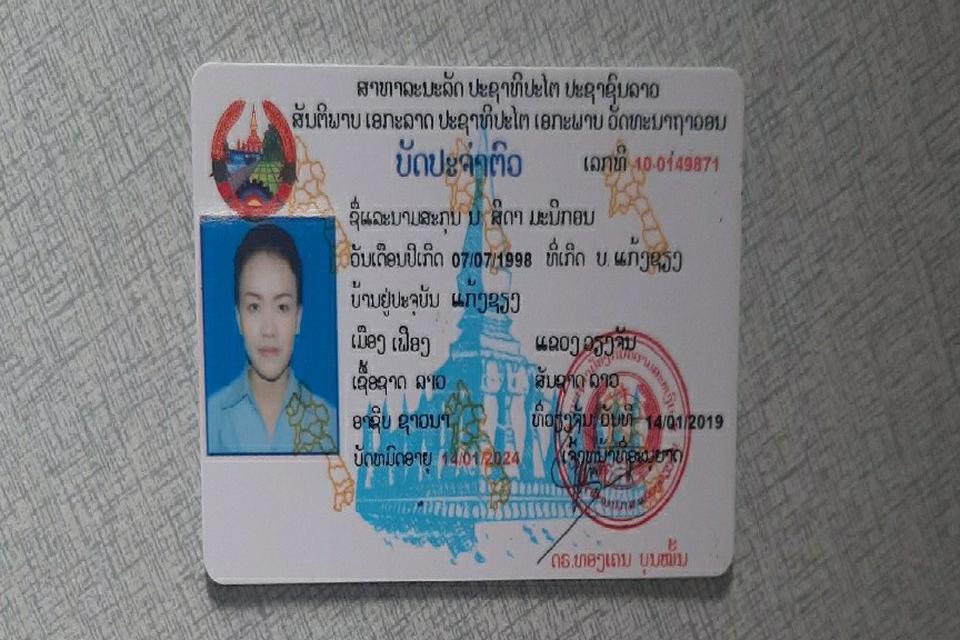 ສາທາລະນະລັດ ປະຊາທິປະໄຕ ປະຊາຊົນລາວ
ສັນຕິພາບ ເອກະລາດ ປະຊາທິປະໄຕ ເອກະພາບ ວັດທະນາຖາວອນ
ບັດປະຈຳຕົວ ເລກທີ 10-0149871
ຊື່ແລະນາມສະກຸນ ນ. ສິດາ ມະນີກອນ
ວັນເດືອນປີເກີດ 07/07/1998 ທີ່ເກີດ ບ. ແກ້ງຊຽງ
ບ້ານຢູ່ປະຈຸບັນ ແກ້ງຊຽງ
ເມືອງ ເຟືອງ ແຂວງ ວຽງຈັນ
ເຊື້ອຊາດ ລາວ ສັນຊາດ ລາວ
ອາຊີບ ຊາວນາ ທີ່ວຽງຈັນ, ວັນທີ 14/01/2019
ບັດຫມົດອາຍຸ 14/01/2024 ເຈົ້າໜ້າທີ່ອະນຸຍາດ
ດຣ.ທອງເຄນ ບຸນໝັ້ນ